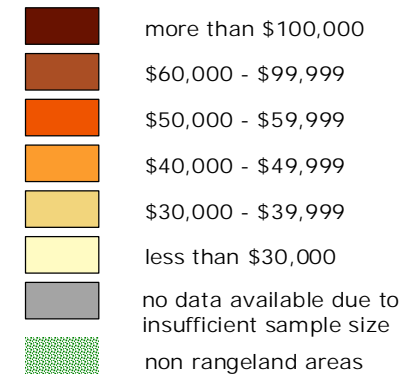 more than $100,000
$60,000 - $99,999
$50,000 - $59,999
$40,000 - $49,999
$30,000 - $39,999
less than $30,000
no data available due to
insufficient sample size
non rangeland areas